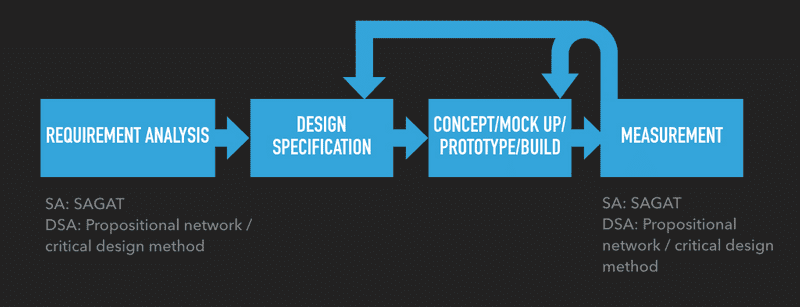 REQUIREMENT ANALYSIS
DESIGN
SPECIFICATION
CONCEPT/MOCK UP/
PROTOTYPE/BUILD
MEASUREMENT
SA: SAGAT
DSA: Propositional network /
critical design method
SA: SAGAT
DSA: Propositional
network / critical design
method